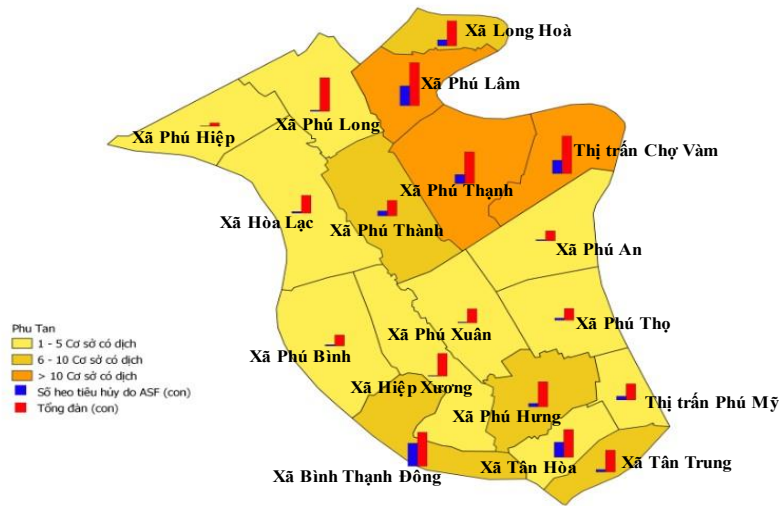 Xã Long Hoà
Xã Phú Lâm
Xã Phú Long
Xã Phú Hiệp
Thị trấn Chợ Vàm
Xã Phú Thạnh
Xã Hòa Lạc
Xã Phú Thành
Xã Phú An
Xã Phú Thọ
Xã Phú Xuân
Xã Phú Bình
Xã Hiệp Xương
Thị trấn Phú Mỹ
Xã Phú Hưng
Xã Bình Thạnh Đông
Xã Tân Hòa
Xã Tân Trung
Phu Tan
1 - 5 Cơ sở có dịch
6 - 10 Cơ sở có dịch
> 10 Cơ sở có dịch
Số heo tiêu hủy do ASF (con)
Tổng đàn (con)